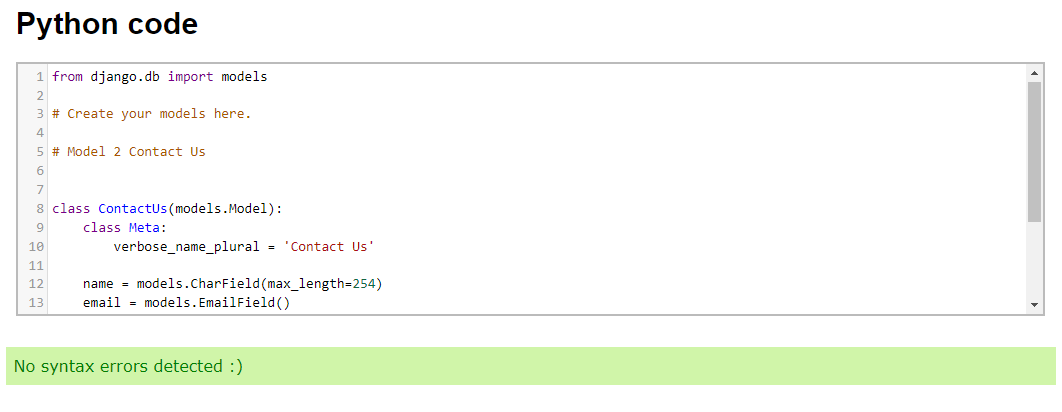 Python code
1 from django.db import models
2
3 # Create your models here.
4
5 # Model 2 Contact Us
6
7
8 class ContactUs(models.Model):
9     class Meta:
10         verbose_name_plural = 'Contact Us'
11
12     name = models.CharField(max_length=254)
13     email = models.EmailField()
No syntax errors detected :)